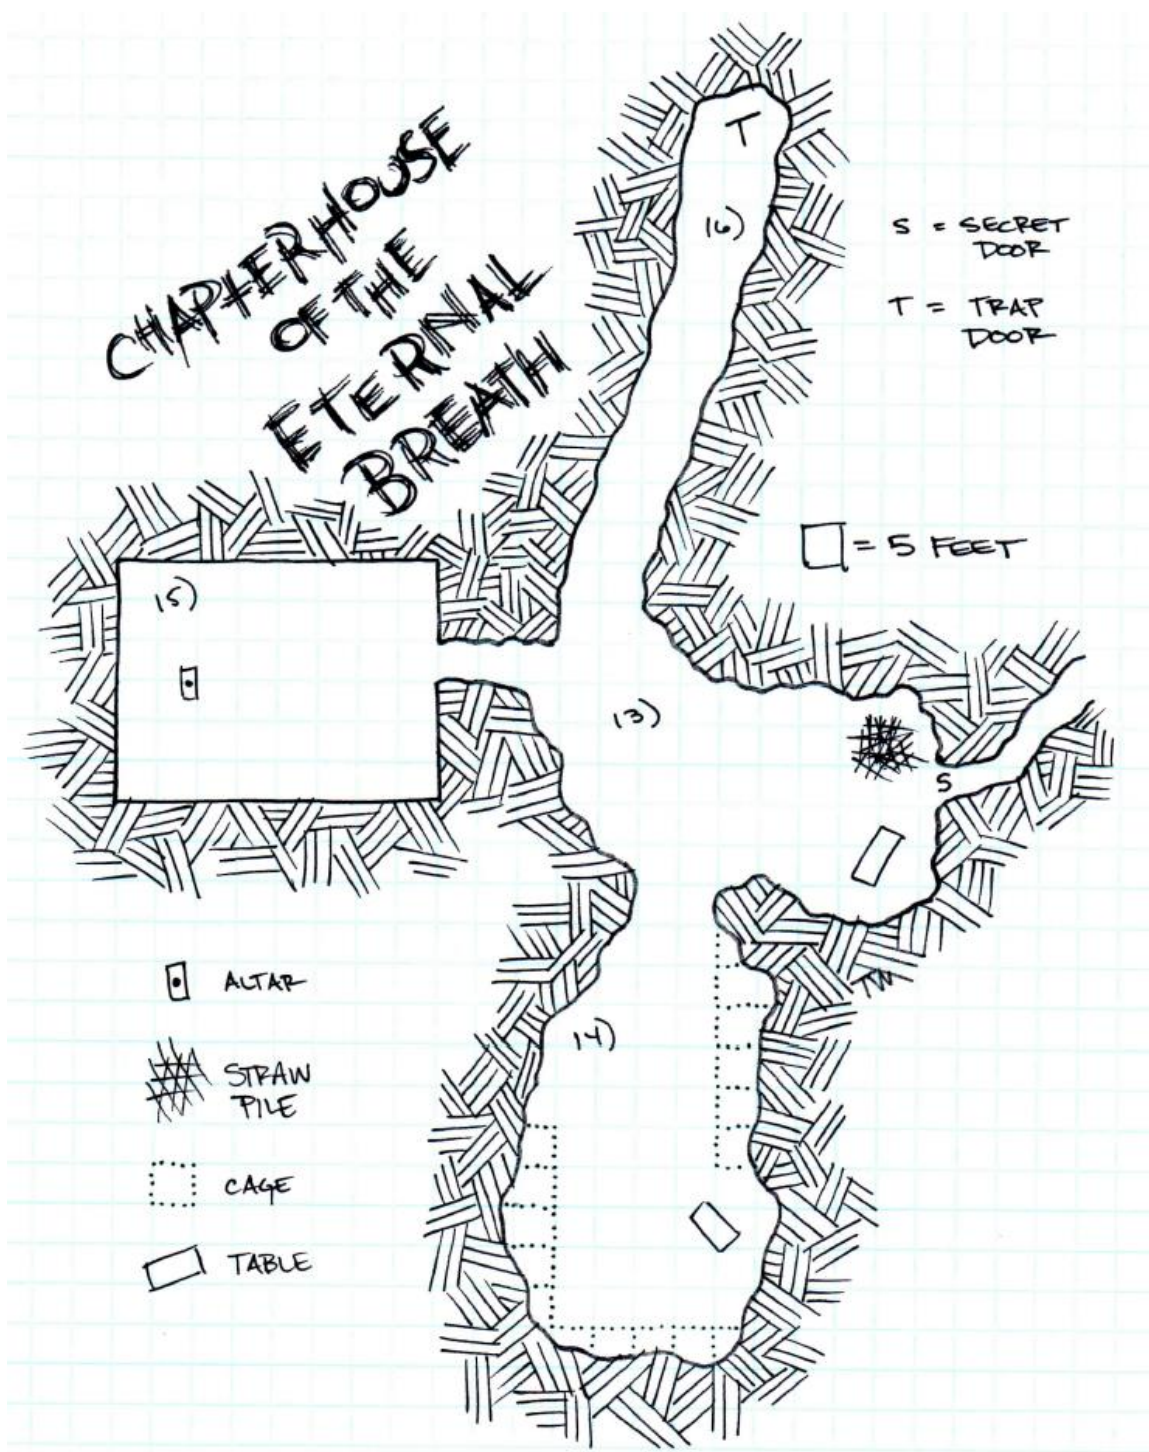 CHAPTERHOUSE
OF THE
ETERNAL
BREATH
T
16)
S = SECRET
DOOR
T = TRAP
DOOR
= 5 FEET
15)
13)
S
ALTAR
14)
STRAW
PILE
CAGE
TABLE